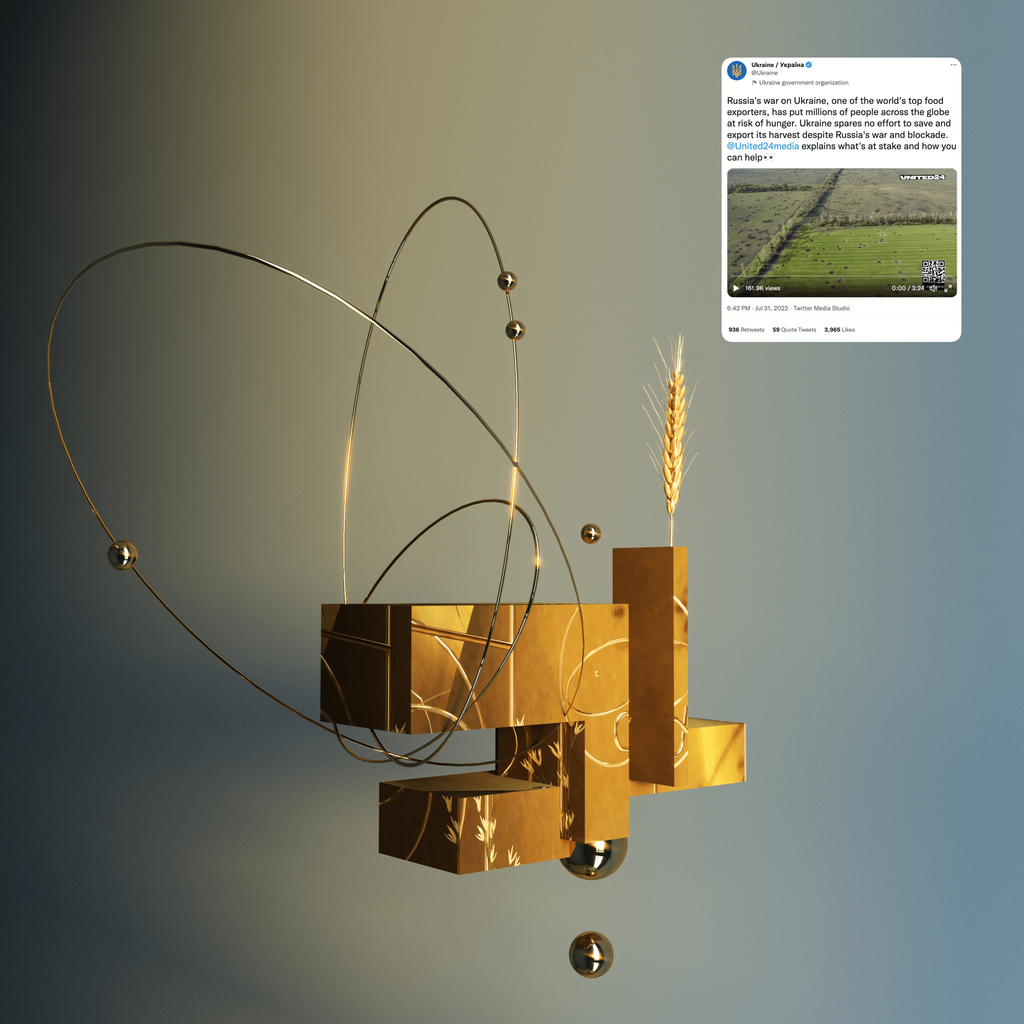 Ukraine / Україна
@Ukraine
Ukraine government organization
Russia's war on Ukraine, one of the world's top food
exporters, has put millions of people across the globe
at risk of hunger. Ukraine spares no effort to save and
export its harvest despite Russia's war and blockade.
@United24media explains what's at stake and how you
can help👀
UNITED24
161.9K views
0:00 / 3:24
6:42 PM · Jul 31, 2022 · Twitter Media Studio
936 Retweets 59 Quote Tweets 3,965 Likes